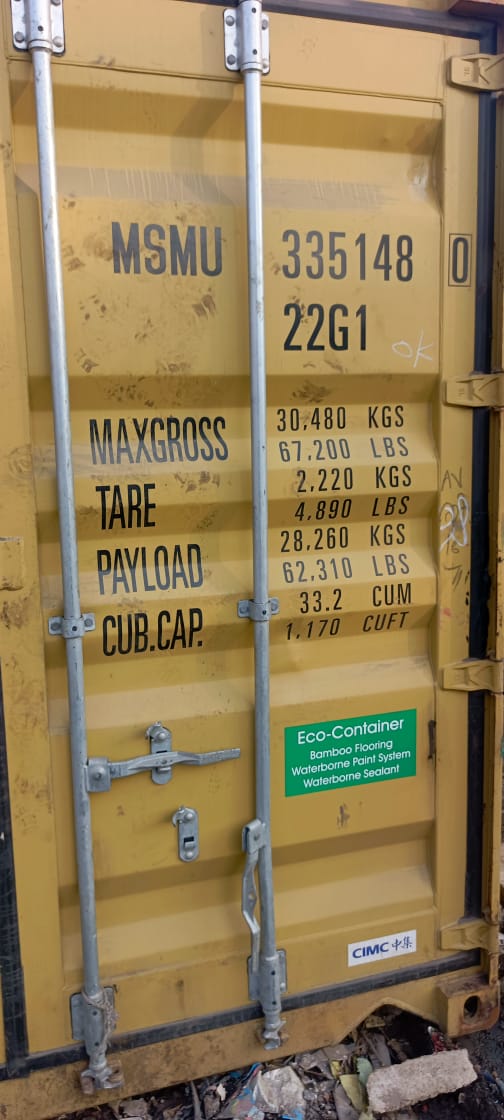 MSMU 335148 0
22G1
OK
MAXGROSS 30,480 KGS
67,200 LBS
TARE 2,220 KGS
4,890 LBS
PAYLOAD 28,260 KGS
62,310 LBS
CUB.CAP. 33.2 CUM
1,170 CUFT
Eco-Container
Bamboo Flooring
Waterborne Paint System
Waterborne Sealant
CIMC 中集